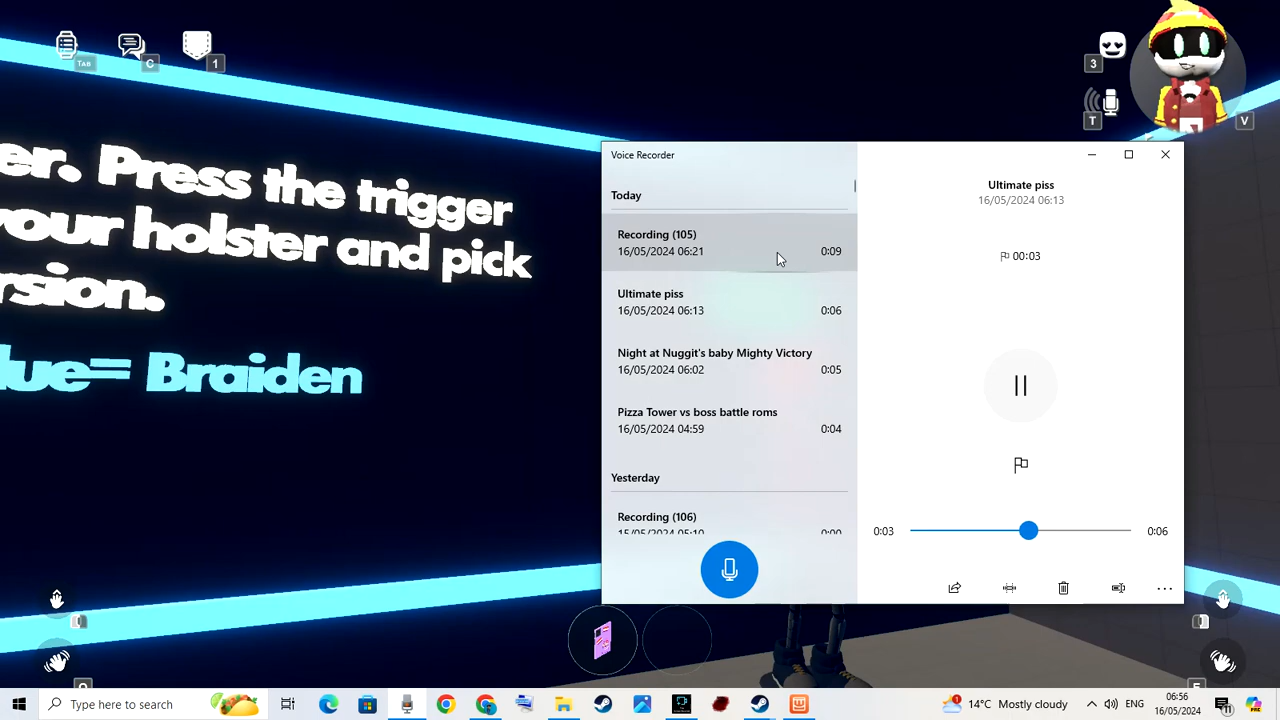 TAB
C
1
3
T
V
er. Press the trigger
your holster and pick
rsion.
lue= Braiden
Voice Recorder
Today
Recording (105)
16/05/2024 06:21 0:09
Ultimate piss
16/05/2024 06:13 0:06
Night at Nuggit's baby Mighty Victory
16/05/2024 06:02 0:05
Pizza Tower vs boss battle roms
16/05/2024 04:59 0:04
Yesterday
Recording (106)
Ultimate piss
16/05/2024 06:13
00:03
0:03 0:06
Type here to search
14°C Mostly cloudy
ENG
06:56
16/05/2024